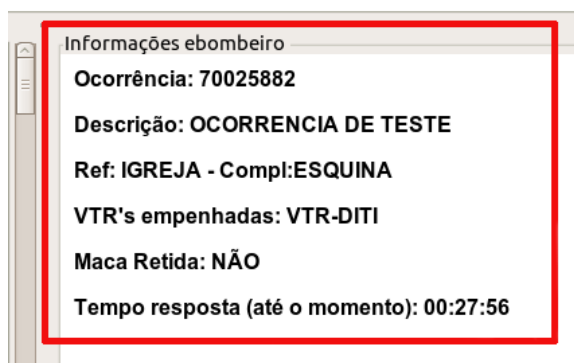 Informações ebombeiro
Ocorrência: 70025882
Descrição: OCORRENCIA DE TESTE
Ref: IGREJA - Compl:ESQUINA
VTR's empenhadas: VTR-DITI
Maca Retida: NÃO
Tempo resposta (até o momento): 00:27:56